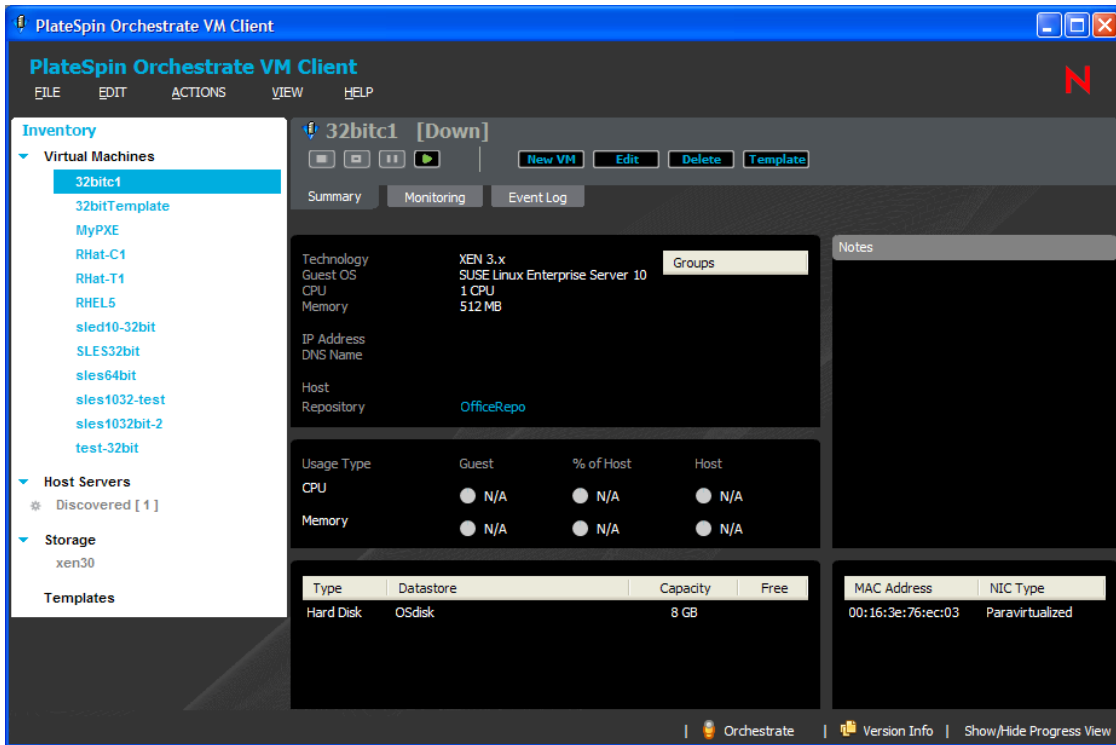 PlateSpin Orchestrate VM Client
PlateSpin Orchestrate VM Client
N
FILE EDIT ACTIONS VIEW HELP
Inventory
Virtual Machines
32bitc1
32bitTemplate
MyPXE
RHat-C1
RHat-T1
RHEL5
sled10-32bit
SLES32bit
sles64bit
sles1032-test
sles1032bit-2
test-32bit
Host Servers
Discovered [ 1 ]
Storage
xen30
Templates
32bitc1 [Down]
New VM Edit Delete Template
Summary Monitoring Event Log
Technology XEN 3.x
Guest OS SUSE Linux Enterprise Server 10
CPU 1 CPU
Memory 512 MB
IP Address
DNS Name
Host
Repository OfficeRepo
Groups
Notes
Usage Type Guest % of Host Host
CPU N/A N/A N/A
Memory N/A N/A N/A
Type Datastore Capacity Free
Hard Disk OSdisk 8 GB
MAC Address NIC Type
00:16:3e:76:ec:03 Paravirtualized
| Orchestrate | Version Info | Show/Hide Progress View